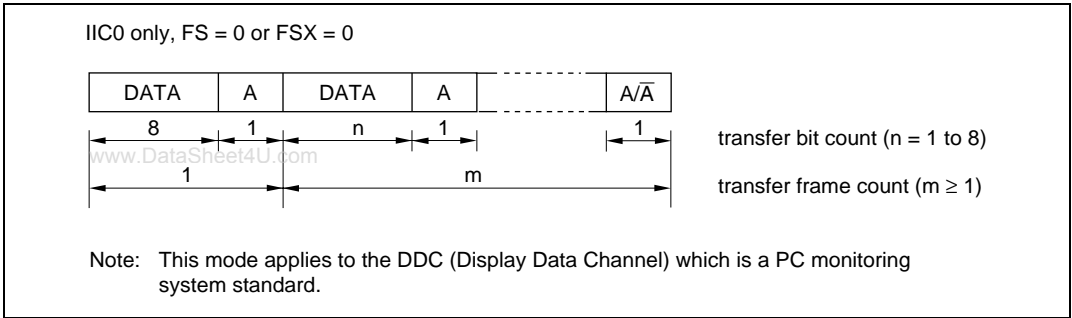 IIC0 only, FS = 0 or FSX = 0
DATA A DATA A A/A̅
8 1 n 1 1 transfer bit count (n = 1 to 8)
www.DataSheet4U.com
1 m transfer frame count (m ≥ 1)
Note: This mode applies to the DDC (Display Data Channel) which is a PC monitoring
system standard.